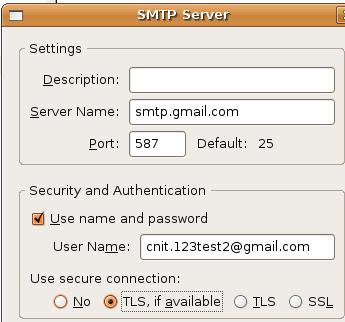 SMTP Server
Settings
Description:
Server Name: smtp.gmail.com
Port: 587 Default: 25
Security and Authentication
Use name and password
User Name: cnit.123test2@gmail.com
Use secure connection:
No TLS, if available TLS SSL